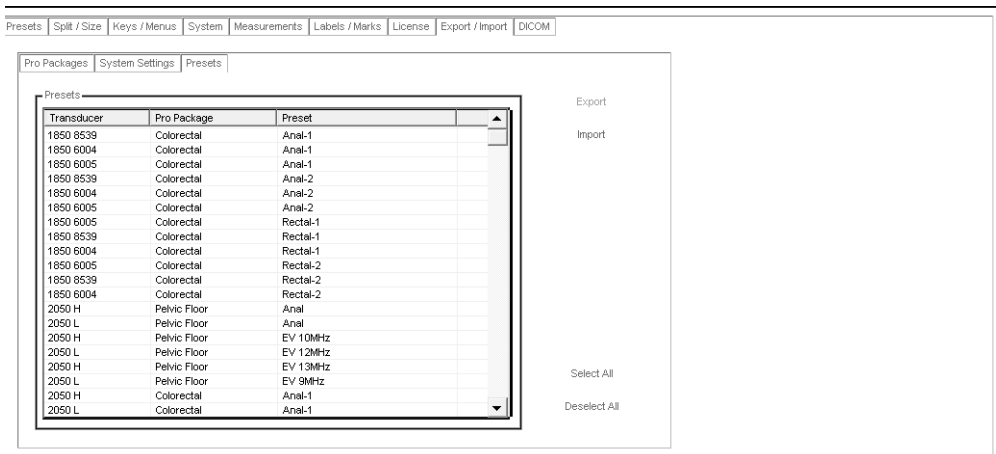 Presets Split / Size Keys / Menus System Measurements Labels / Marks License Export / Import DICOM
Pro Packages System Settings Presets
Presets
Export
Import
Transducer Pro Package Preset
1850 8539 Colorectal Anal-1
1850 6004 Colorectal Anal-1
1850 6005 Colorectal Anal-1
1850 8539 Colorectal Anal-2
1850 6004 Colorectal Anal-2
1850 6005 Colorectal Anal-2
1850 6005 Colorectal Rectal-1
1850 8539 Colorectal Rectal-1
1850 6004 Colorectal Rectal-1
1850 6005 Colorectal Rectal-2
1850 8539 Colorectal Rectal-2
1850 6004 Colorectal Rectal-2
2050 H Pelvic Floor Anal
2050 L Pelvic Floor Anal
2050 H Pelvic Floor EV 10MHz
2050 L Pelvic Floor EV 12MHz
2050 H Pelvic Floor EV 13MHz
2050 L Pelvic Floor EV 9MHz
2050 H Colorectal Anal-1
2050 L Colorectal Anal-1
Select All
Deselect All